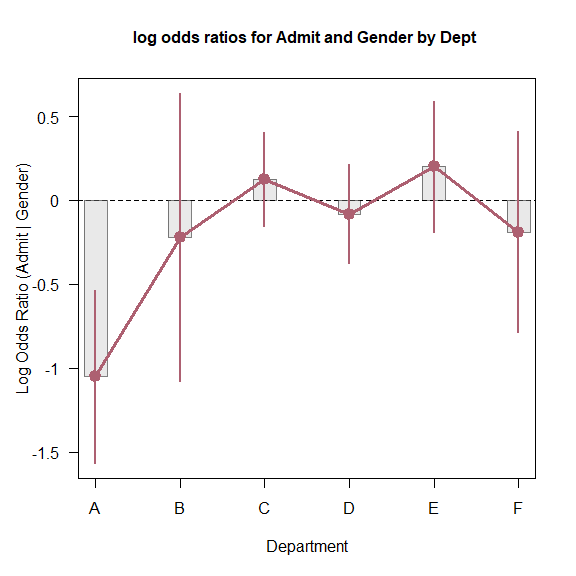 log odds ratios for Admit and Gender by Dept
Log Odds Ratio (Admit | Gender)
0.5
0
-0.5
-1
-1.5
A B C D E F
Department